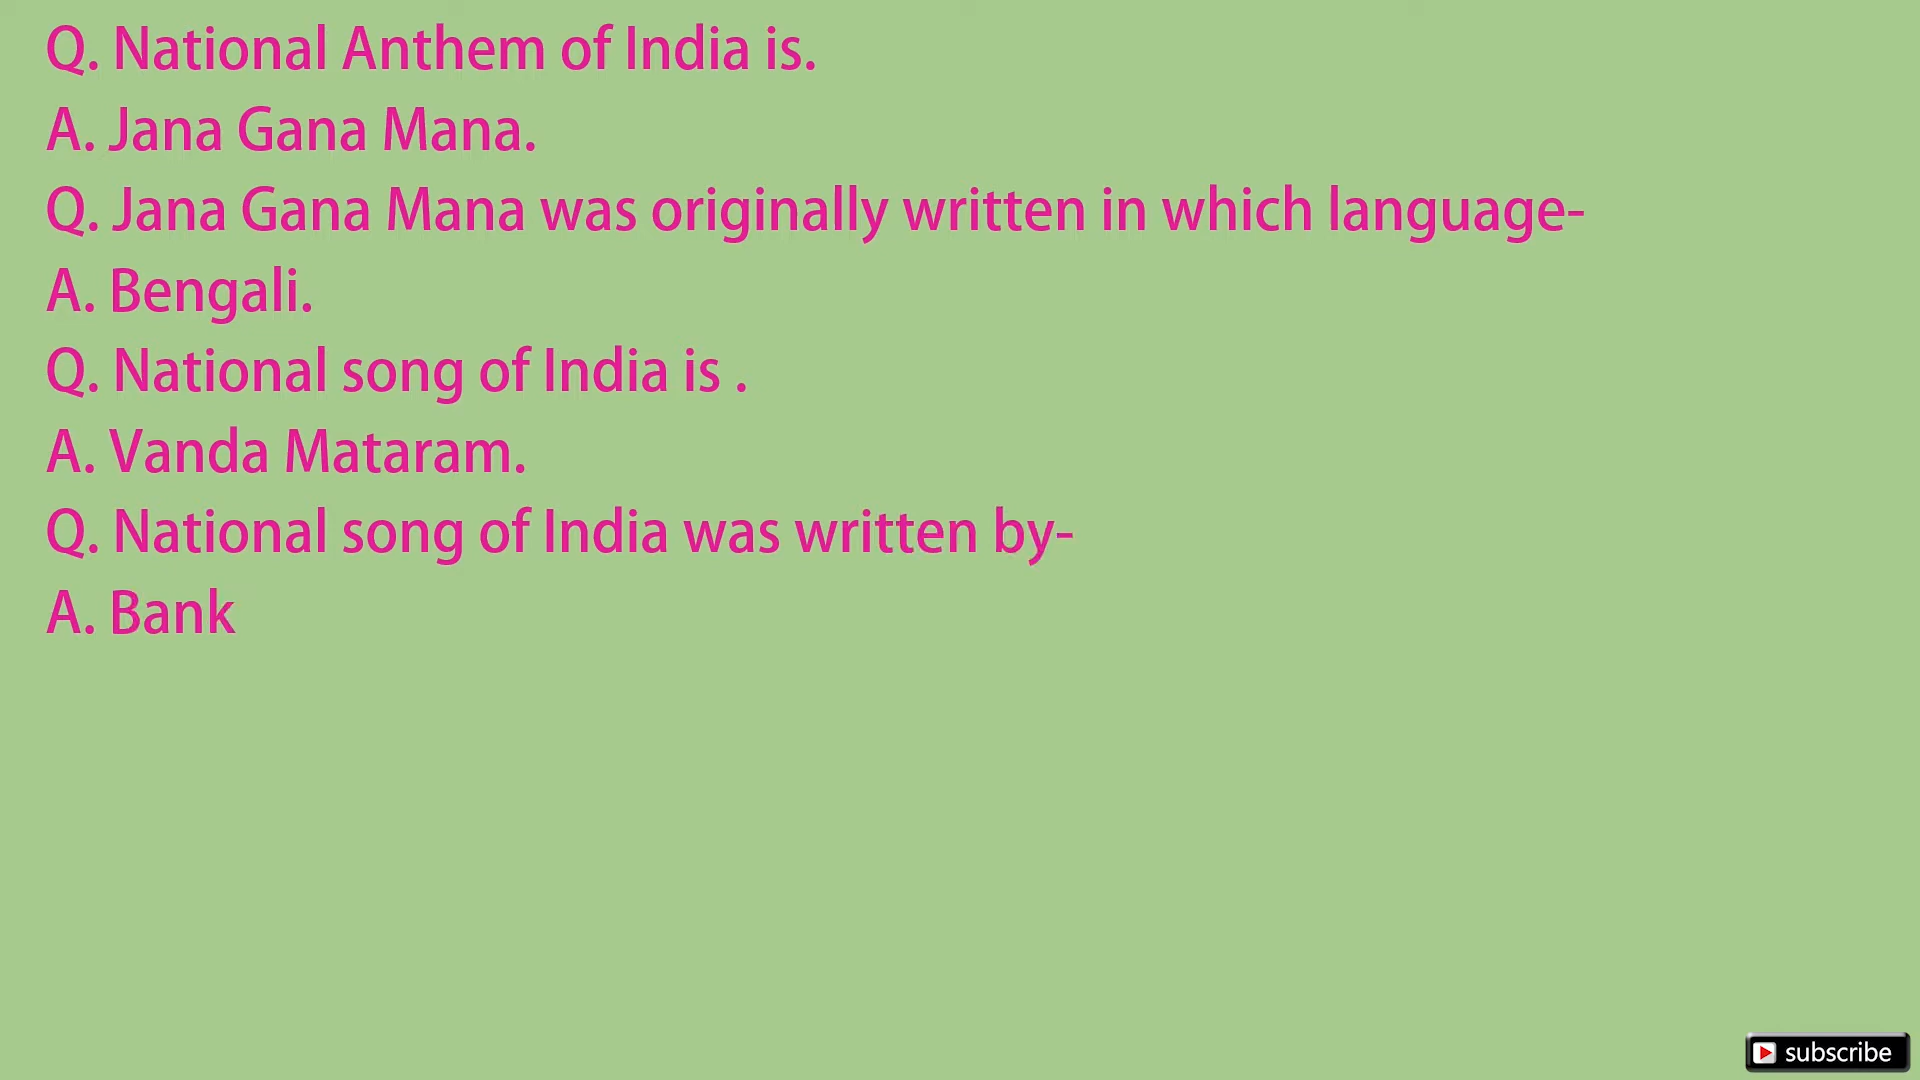 Q. National Anthem of India is.
A. Jana Gana Mana.
Q. Jana Gana Mana was originally written in which language-
A. Bengali.
Q. National song of India is .
A. Vanda Mataram.
Q. National song of India was written by-
A. Bank
subscribe